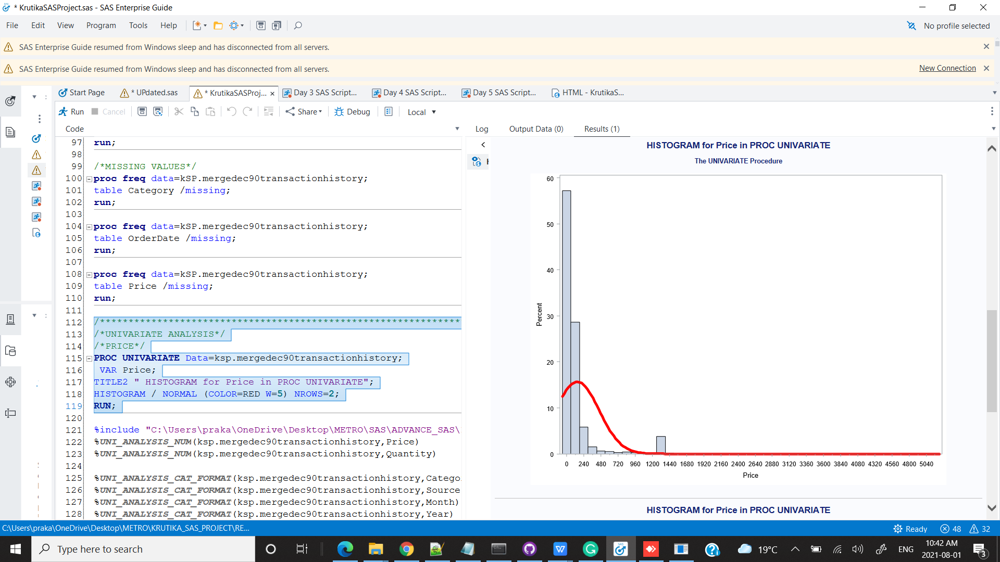 * KrutikaSASProject.sas - SAS Enterprise Guide
File Edit View Program Tools Help
No profile selected
SAS Enterprise Guide resumed from Windows sleep and has disconnected from all servers.
SAS Enterprise Guide resumed from Windows sleep and has disconnected from all servers.
New Connection
Start Page
* UPdated.sas
* KrutikaSASProj...
Day 3 SAS Script...
Day 4 SAS Script...
Day 5 SAS Script...
HTML - KrutikaS...
Run Cancel Share Debug Local
Code
97 run;
98
99 /*MISSING VALUES*/
100 proc freq data=kSP.mergedec90transactionhistory;
101 table Category /missing;
102 run;
103
104 proc freq data=kSP.mergedec90transactionhistory;
105 table OrderDate /missing;
106 run;
107
108 proc freq data=kSP.mergedec90transactionhistory;
109 table Price /missing;
110 run;
111
112 /***************************************************************
113 /*UNIVARIATE ANALYSIS*/
114 /*PRICE*/
115 PROC UNIVARIATE Data=ksp.mergedec90transactionhistory;
116 VAR Price;
117 TITLE2 " HISTOGRAM for Price in PROC UNIVARIATE";
118 HISTOGRAM / NORMAL (COLOR=RED W=5) NROWS=2;
119 RUN;
120
121 %include "C:\Users\praka\OneDrive\Desktop\METRO\SAS\ADVANCE_SAS\
122 %UNI_ANALYSIS_NUM(ksp.mergedec90transactionhistory,Price)
123 %UNI_ANALYSIS_NUM(ksp.mergedec90transactionhistory,Quantity)
124
125 %UNI_ANALYSIS_CAT_FORMAT(ksp.mergedec90transactionhistory,Catego
126 %UNI_ANALYSIS_CAT_FORMAT(ksp.mergedec90transactionhistory,Source
127 %UNI_ANALYSIS_CAT_FORMAT(ksp.mergedec90transactionhistory,Month)
128 %UNI_ANALYSIS_CAT_FORMAT(ksp.mergedec90transactionhistory,Year)
Log Output Data (0) Results (1)
HISTOGRAM for Price in PROC UNIVARIATE
The UNIVARIATE Procedure
60
50
40
30
20
10
0
Percent
0 240 480 720 960 1200 1440 1680 1920 2160 2400 2640 2880 3120 3360 3600 3840 4080 4320 4560 4800 5040
Price
HISTOGRAM for Price in PROC UNIVARIATE
C:\Users\praka\OneDrive\Desktop\METRO\KRUTIKA_SAS_PROJECT\RE...
Ready 48 32
Type here to search
19°C
ENG
10:42 AM
2021-08-01
3